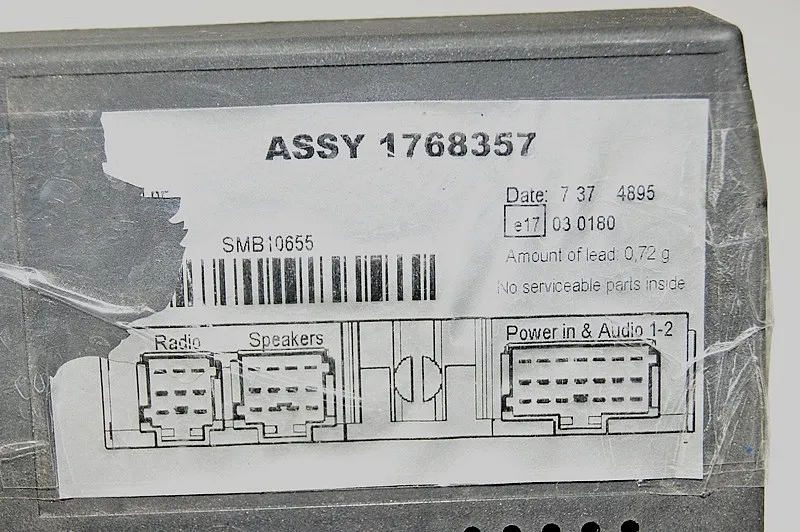 ASSY 1768357
Date: 7 37 4895
e17 03 0180
SMB10655
Amount of lead: 0,72 g
No serviceable parts inside
Radio Speakers Power in & Audio 1-2